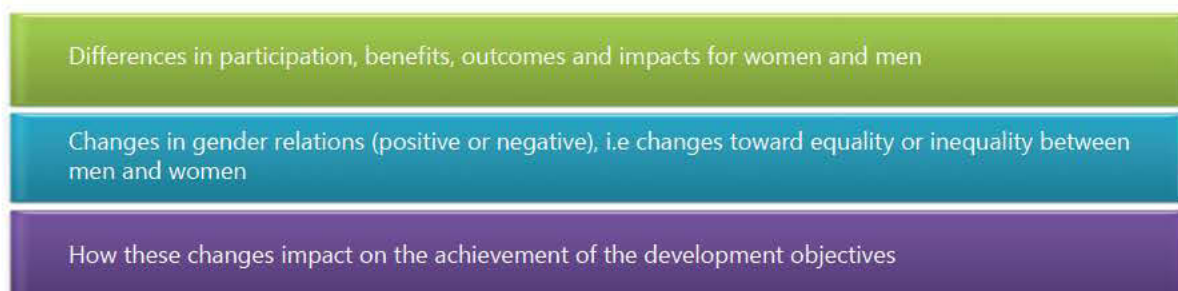 Differences in participation, benefits, outcomes and impacts for women and men
Changes in gender relations (positive or negative), i.e changes toward equality or inequality between
men and women
How these changes impact on the achievement of the development objectives